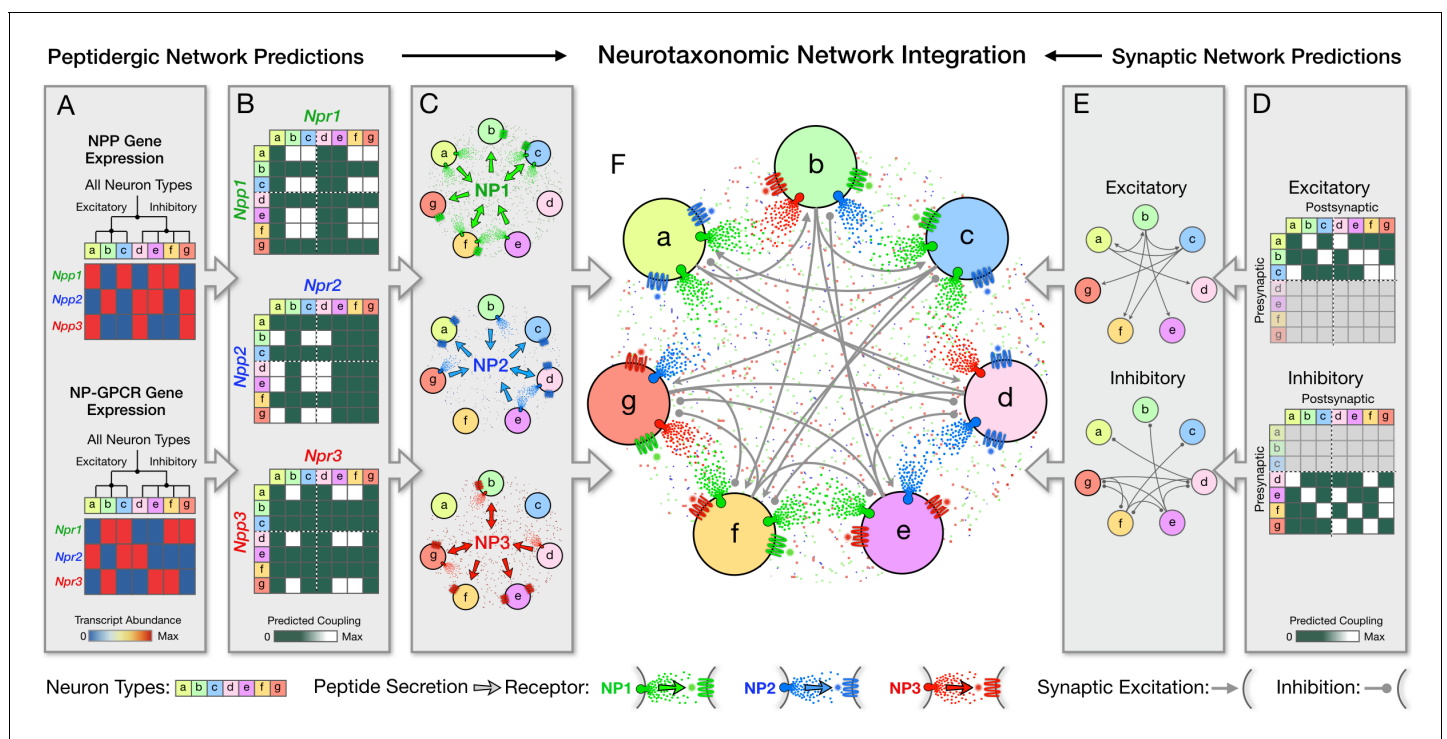 Peptidergic Network Predictions
Neurotaxonomic Network Integration
Synaptic Network Predictions
A
NPP Gene
Expression
All Neuron Types
Excitatory Inhibitory
a b c d e f g
Npp1
Npp2
Npp3
NP-GPCR Gene
Expression
All Neuron Types
Excitatory Inhibitory
a b c d e f g
Npr1
Npr2
Npr3
Transcript Abundance
0 Max
B
Npr1
a b c d e f g
Npp1
a
b
c
d
e
f
g
Npr2
a b c d e f g
Npp2
a
b
c
d
e
f
g
Npr3
a b c d e f g
Npp3
a
b
c
d
e
f
g
Predicted Coupling
0 Max
C
b
a c
NP1
g d
f e
b
a c
NP2
g d
f e
b
a c
NP3
g d
f e
F
b
a c
g d
f e
E
Excitatory
b
a c
g d
f e
Inhibitory
b
a c
g d
f e
D
Excitatory
Postsynaptic
a b c d e f g
Presynaptic
a
b
c
d
e
f
g
Inhibitory
Postsynaptic
a b c d e f g
Presynaptic
a
b
c
d
e
f
g
Predicted Coupling
0 Max
Neuron Types: a b c d e f g Peptide Secretion Receptor: NP1 NP2 NP3 Synaptic Excitation: Inhibition: